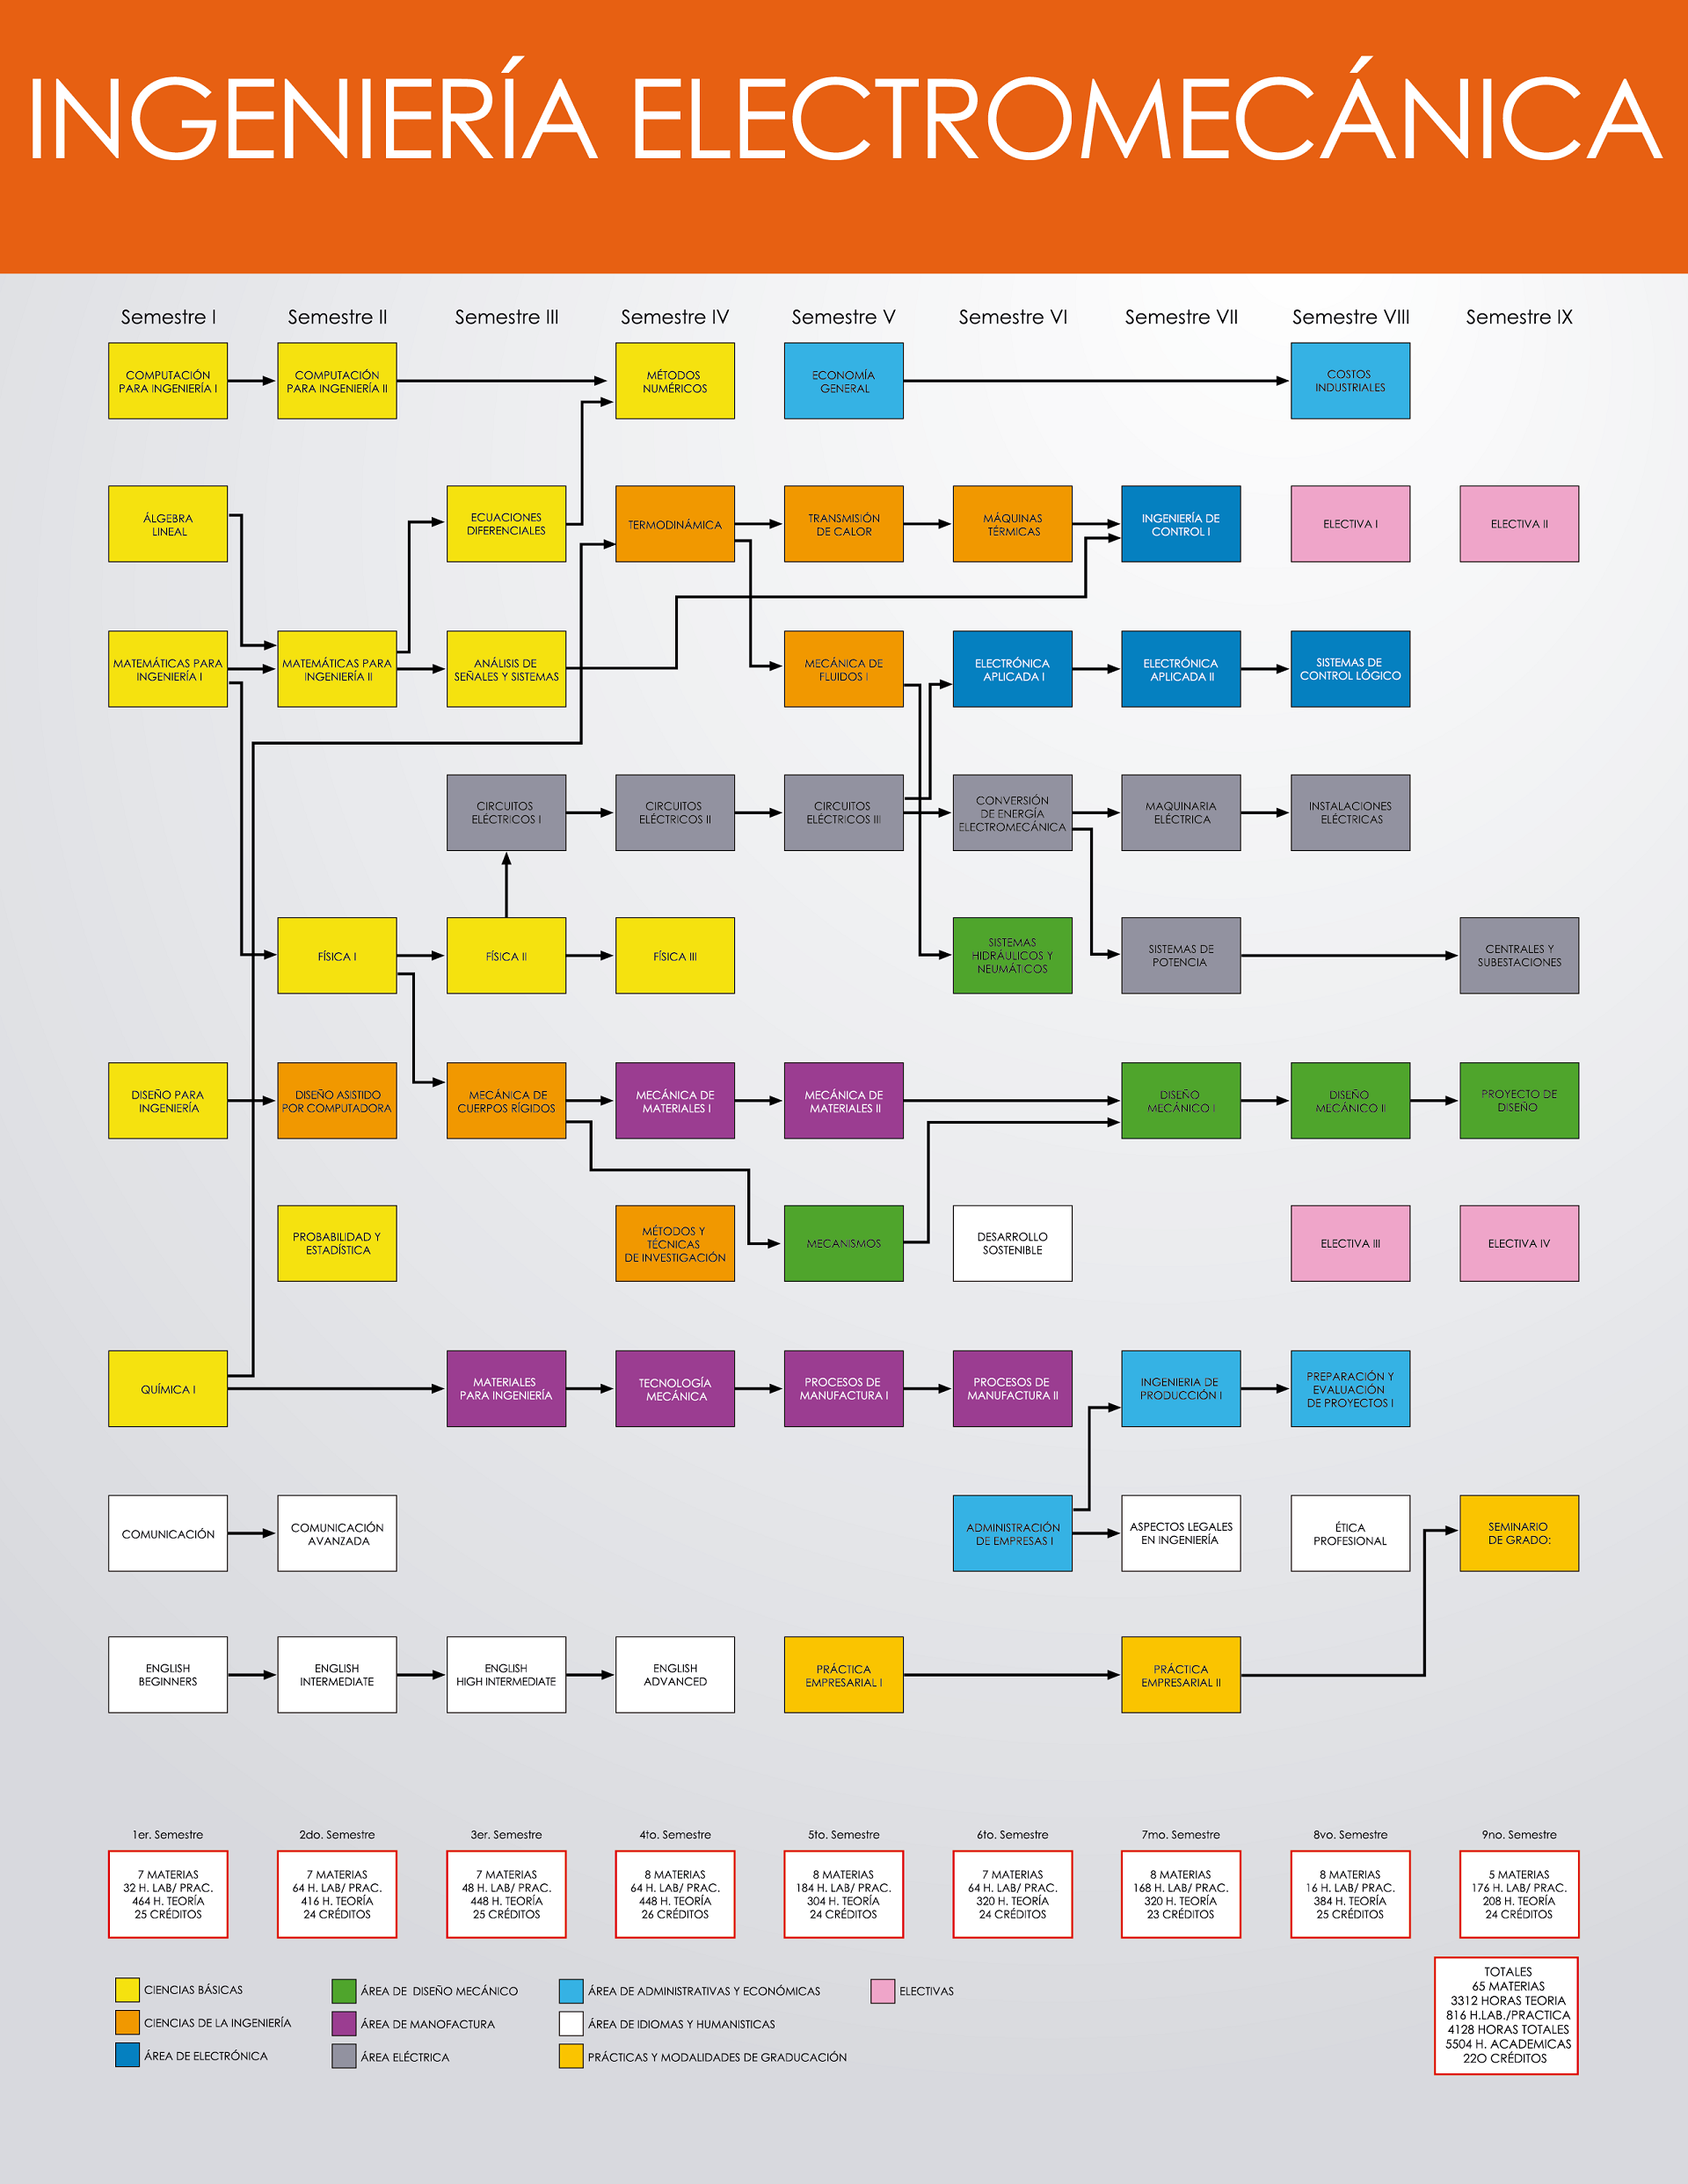 INGENIERÍA ELECTROMECÁNICA
Semestre I
Semestre II
Semestre III
Semestre IV
Semestre V
Semestre VI
Semestre VII
Semestre VIII
Semestre IX
COMPUTACIÓN
PARA INGENIERÍA I
COMPUTACIÓN
PARA INGENIERÍA II
MÉTODOS
NUMÉRICOS
ECONOMÍA
GENERAL
COSTOS
INDUSTRIALES
ÁLGEBRA
LINEAL
ECUACIONES
DIFERENCIALES
TERMODINÁMICA
TRANSMISIÓN
DE CALOR
MÁQUINAS
TÉRMICAS
INGENIERÍA DE
CONTROL I
ELECTIVA I
ELECTIVA II
MATEMÁTICAS PARA
INGENIERÍA I
MATEMÁTICAS PARA
INGENIERÍA II
ANÁLISIS DE
SEÑALES Y SISTEMAS
MECÁNICA DE
FLUIDOS I
ELECTRÓNICA
APLICADA I
ELECTRÓNICA
APLICADA II
SISTEMAS DE
CONTROL LÓGICO
CIRCUITOS
ELÉCTRICOS I
CIRCUITOS
ELÉCTRICOS II
CIRCUITOS
ELÉCTRICOS III
CONVERSIÓN
DE ENERGÍA
ELECTROMECÁNICA
MAQUINARIA
ELÉCTRICA
INSTALACIONES
ELÉCTRICAS
FÍSICA I
FÍSICA II
FÍSICA III
SISTEMAS
HIDRÁULICOS Y
NEUMÁTICOS
SISTEMAS DE
POTENCIA
CENTRALES Y
SUBESTACIONES
DISEÑO PARA
INGENIERÍA
DISEÑO ASISTIDO
POR COMPUTADORA
MECÁNICA DE
CUERPOS RÍGIDOS
MECÁNICA DE
MATERIALES I
MECÁNICA DE
MATERIALES II
DISEÑO
MECÁNICO I
DISEÑO
MECÁNICO II
PROYECTO DE
DISEÑO
PROBABILIDAD Y
ESTADÍSTICA
MÉTODOS Y
TÉCNICAS
DE INVESTIGACIÓN
MECANISMOS
DESARROLLO
SOSTENIBLE
ELECTIVA III
ELECTIVA IV
QUÍMICA I
MATERIALES
PARA INGENIERÍA
TECNOLOGÍA
MECÁNICA
PROCESOS DE
MANUFACTURA I
PROCESOS DE
MANUFACTURA II
INGENIERIA DE
PRODUCCIÓN I
PREPARACIÓN Y
EVALUACIÓN
DE PROYECTOS I
COMUNICACIÓN
COMUNICACIÓN
AVANZADA
ADMINISTRACIÓN
DE EMPRESAS I
ASPECTOS LEGALES
EN INGENIERÍA
ÉTICA
PROFESIONAL
SEMINARIO
DE GRADO:
ENGLISH
BEGINNERS
ENGLISH
INTERMEDIATE
ENGLISH
HIGH INTERMEDIATE
ENGLISH
ADVANCED
PRÁCTICA
EMPRESARIAL I
PRÁCTICA
EMPRESARIAL II
1er. Semestre
2do. Semestre
3er. Semestre
4to. Semestre
5to. Semestre
6to. Semestre
7mo. Semestre
8vo. Semestre
9no. Semestre
7 MATERIAS
32 H. LAB/ PRAC.
464 H. TEORÍA
25 CRÉDITOS
7 MATERIAS
64 H. LAB/ PRAC.
416 H. TEORÍA
24 CRÉDITOS
7 MATERIAS
48 H. LAB/ PRAC.
448 H. TEORÍA
25 CRÉDITOS
8 MATERIAS
64 H. LAB/ PRAC.
448 H. TEORÍA
26 CRÉDITOS
8 MATERIAS
184 H. LAB/ PRAC.
304 H. TEORÍA
24 CRÉDITOS
7 MATERIAS
64 H. LAB/ PRAC.
320 H. TEORÍA
24 CRÉDITOS
8 MATERIAS
168 H. LAB/ PRAC.
320 H. TEORÍA
23 CRÉDITOS
8 MATERIAS
16 H. LAB/ PRAC.
384 H. TEORÍA
25 CRÉDITOS
5 MATERIAS
176 H. LAB/ PRAC.
208 H. TEORÍA
24 CRÉDITOS
CIENCIAS BÁSICAS
CIENCIAS DE LA INGENIERÍA
ÁREA DE ELECTRÓNICA
ÁREA DE DISEÑO MECÁNICO
ÁREA DE MANOFACTURA
ÁREA ELÉCTRICA
ÁREA DE ADMINISTRATIVAS Y ECONÓMICAS
ÁREA DE IDIOMAS Y HUMANISTICAS
PRÁCTICAS Y MODALIDADES DE GRADUCACIÓN
ELECTIVAS
TOTALES
65 MATERIAS
3312 HORAS TEORIA
816 H.LAB./PRACTICA
4128 HORAS TOTALES
5504 H. ACADEMICAS
22O CRÉDITOS